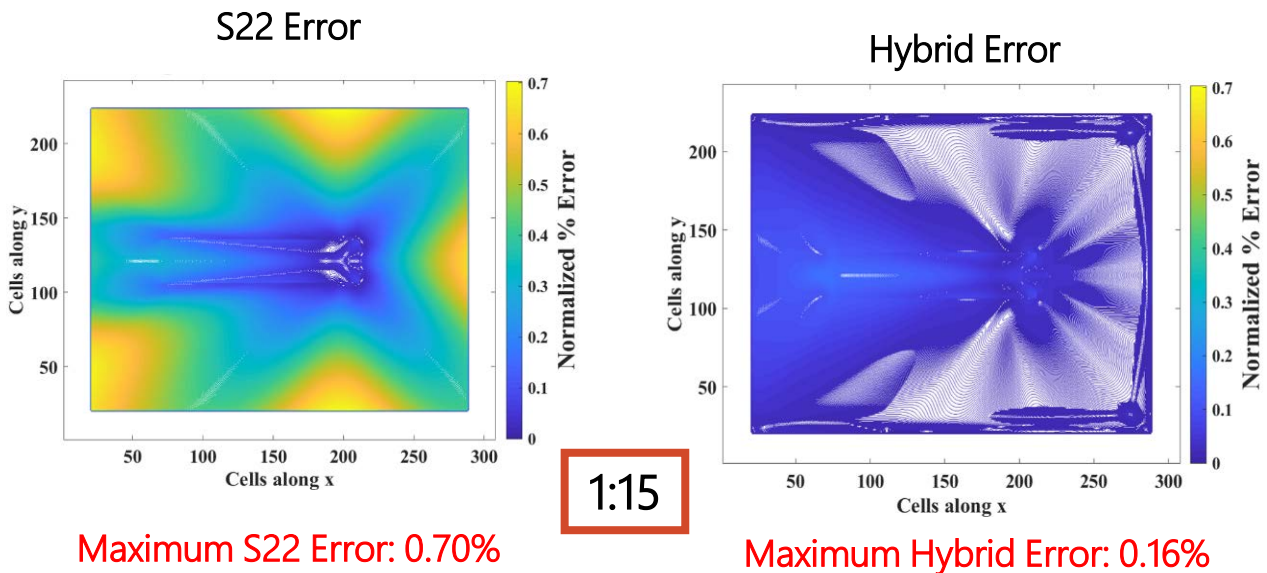 S22 Error
Hybrid Error
0.7
0.6
0.5
0.4
0.3
0.2
0.1
0
Normalized % Error
200
150
100
50
Cells along y
50 100 150 200 250 300
Cells along x
0.7
0.6
0.5
0.4
0.3
0.2
0.1
0
Normalized % Error
200
150
100
50
Cells along y
50 100 150 200 250 300
Cells along x
1:15
Maximum S22 Error: 0.70%
Maximum Hybrid Error: 0.16%